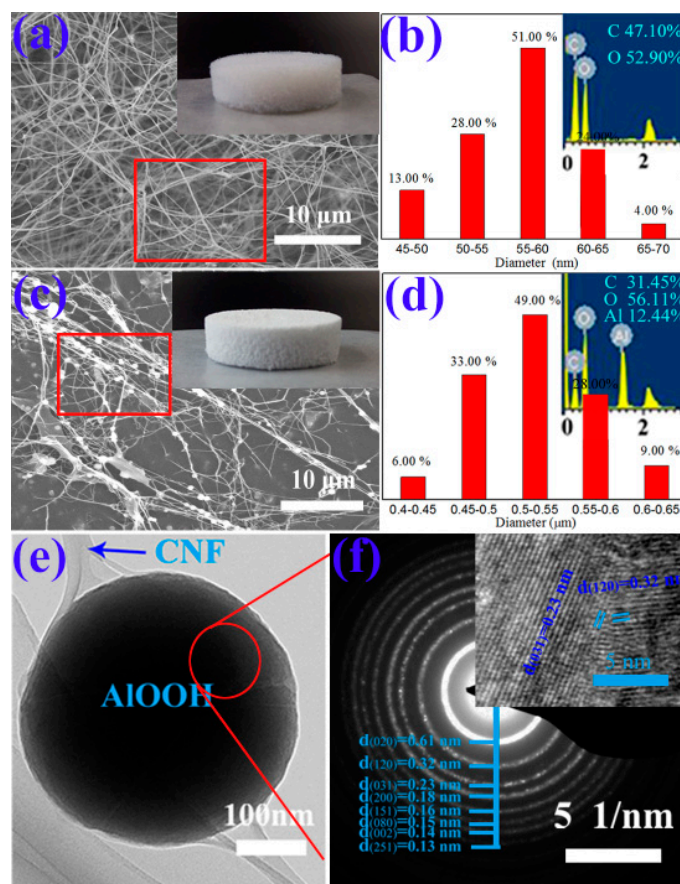 (a)
10 µm
(b)
C 47.10%
O 52.90%
C
O
0 2
13.00 %
28.00 %
51.00 %
24.00%
4.00 %
45-50 50-55 55-60 60-65 65-70
Diameter (nm)
(c)
10 µm
(d)
C 31.45%
O 56.11%
Al 12.44%
C
O
Al
0 2
6.00 %
33.00 %
49.00 %
28.00%
9.00 %
0.4-0.45 0.45-0.5 0.5-0.55 0.55-0.6 0.6-0.65
Diameter (µm)
(e)
CNF
AlOOH
100nm
(f)
d(031)=0.23 nm
d(120)=0.32 nm
5 nm
d(020)=0.61 nm
d(120)=0.32 nm
d(031)=0.23 nm
d(200)=0.18 nm
d(151)=0.16 nm
d(080)=0.15 nm
d(002)=0.14 nm
d(251)=0.13 nm
5 1/nm